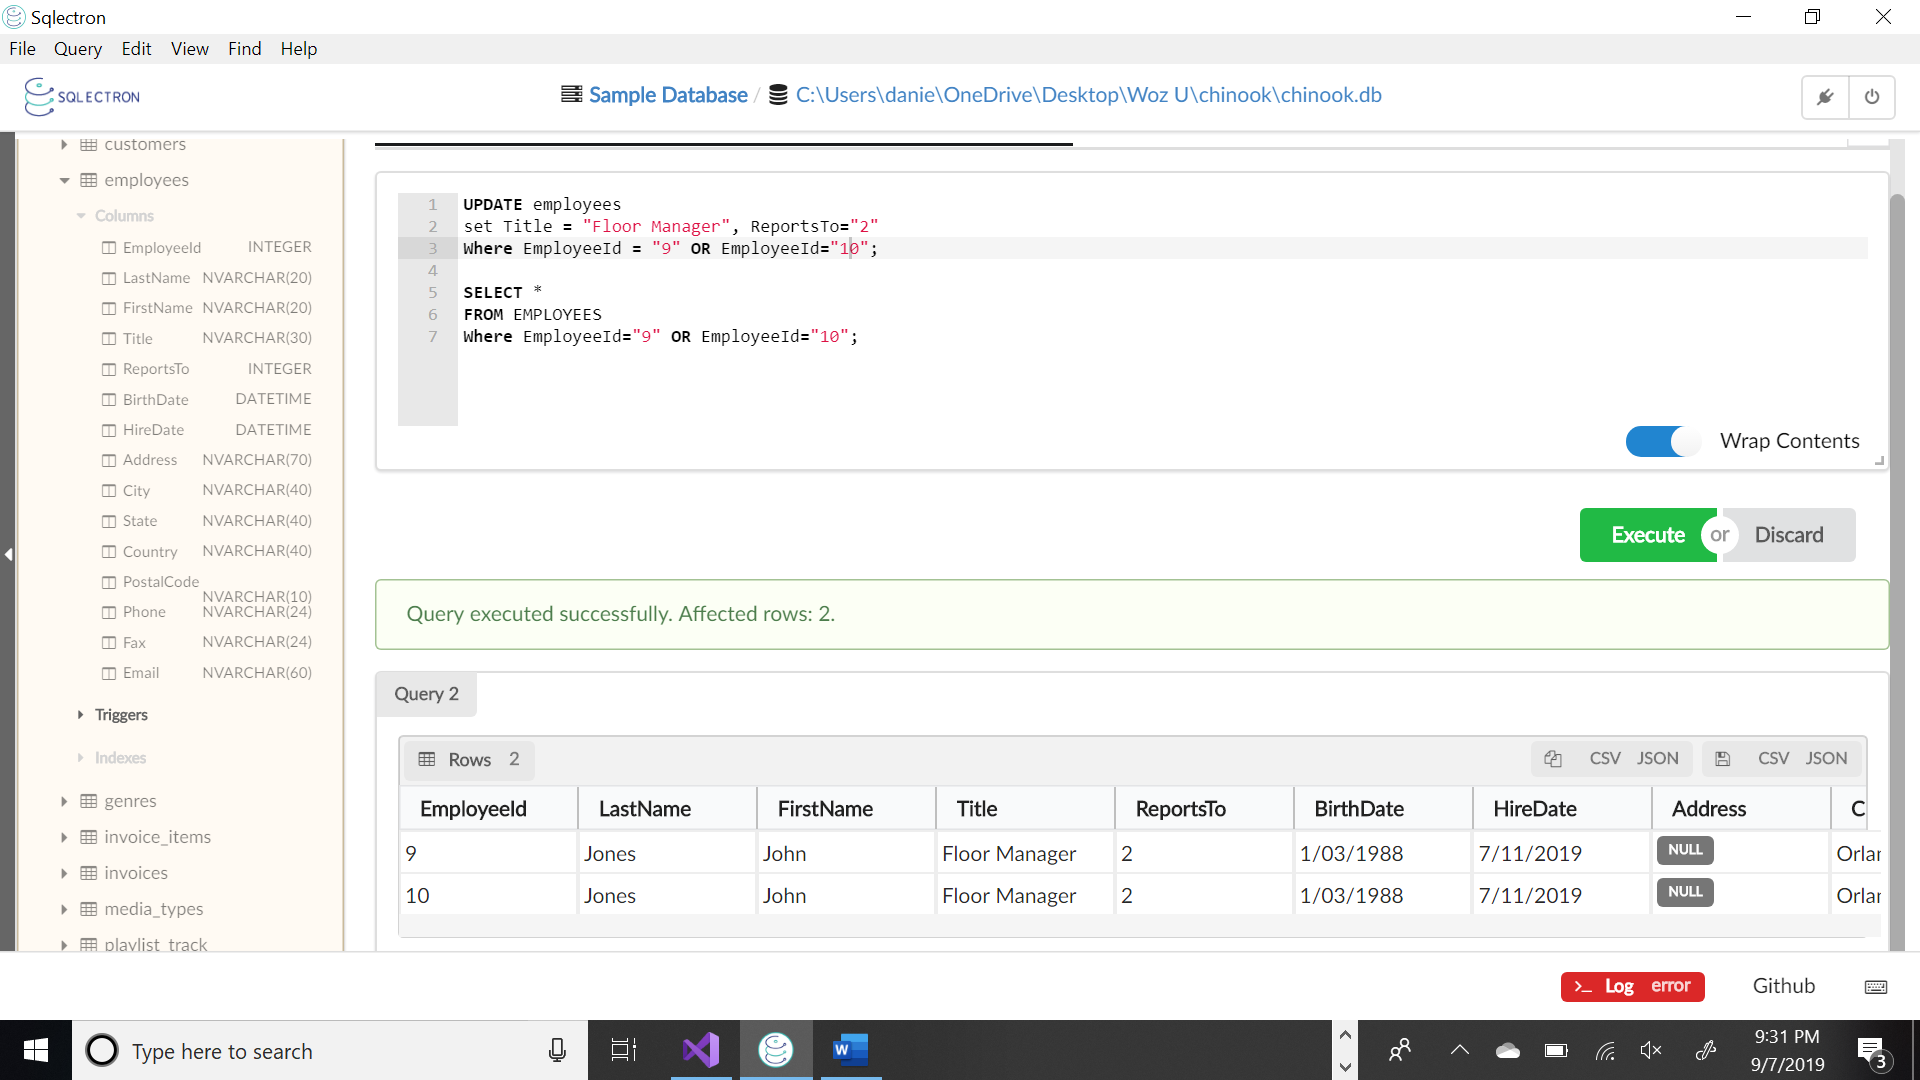 Sqlectron
File Query Edit View Find Help
SQLECTRON
Sample Database / C:\Users\danie\OneDrive\Desktop\Woz U\chinook\chinook.db
customers
employees
Columns
EmployeeId INTEGER
LastName NVARCHAR(20)
FirstName NVARCHAR(20)
Title NVARCHAR(30)
ReportsTo INTEGER
BirthDate DATETIME
HireDate DATETIME
Address NVARCHAR(70)
City NVARCHAR(40)
State NVARCHAR(40)
Country NVARCHAR(40)
PostalCode NVARCHAR(10)
Phone NVARCHAR(24)
Fax NVARCHAR(24)
Email NVARCHAR(60)
Triggers
Indexes
genres
invoice_items
invoices
media_types
playlist_track
1 UPDATE employees
2 set Title = "Floor Manager", ReportsTo="2"
3 Where EmployeeId = "9" OR EmployeeId="10";
4
5 SELECT *
6 FROM EMPLOYEES
7 Where EmployeeId="9" OR EmployeeId="10";
Wrap Contents
Execute or Discard
Query executed successfully. Affected rows: 2.
Query 2
Rows 2 CSV JSON CSV JSON
EmployeeId LastName FirstName Title ReportsTo BirthDate HireDate Address C
9 Jones John Floor Manager 2 1/03/1988 7/11/2019 NULL Orlar
10 Jones John Floor Manager 2 1/03/1988 7/11/2019 NULL Orlar
>_ Log error Github
Type here to search
W
9:31 PM
9/7/2019
3